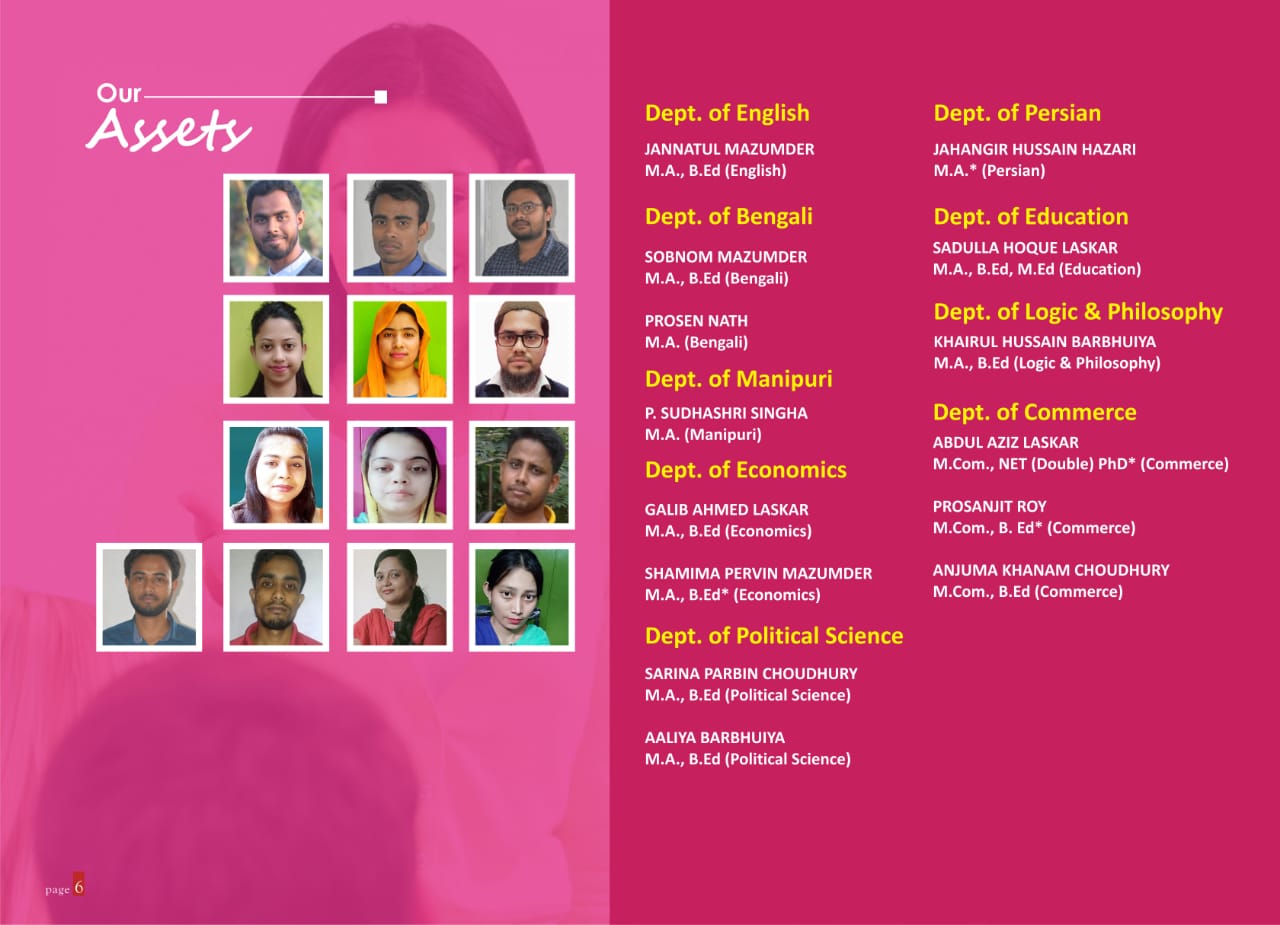 Our
Assets
Dept. of English
JANNATUL MAZUMDER
M.A., B.Ed (English)
Dept. of Bengali
SOBNOM MAZUMDER
M.A., B.Ed (Bengali)
PROSEN NATH
M.A. (Bengali)
Dept. of Manipuri
P. SUDHASHRI SINGHA
M.A. (Manipuri)
Dept. of Economics
GALIB AHMED LASKAR
M.A., B.Ed (Economics)
SHAMIMA PERVIN MAZUMDER
M.A., B.Ed* (Economics)
Dept. of Political Science
SARINA PARBIN CHOUDHURY
M.A., B.Ed (Political Science)
AALIYA BARBHUIYA
M.A., B.Ed (Political Science)
Dept. of Persian
JAHANGIR HUSSAIN HAZARI
M.A.* (Persian)
Dept. of Education
SADULLA HOQUE LASKAR
M.A., B.Ed, M.Ed (Education)
Dept. of Logic & Philosophy
KHAIRUL HUSSAIN BARBHUIYA
M.A., B.Ed (Logic & Philosophy)
Dept. of Commerce
ABDUL AZIZ LASKAR
M.Com., NET (Double) PhD* (Commerce)
PROSANJIT ROY
M.Com., B. Ed* (Commerce)
ANJUMA KHANAM CHOUDHURY
M.Com., B.Ed (Commerce)
page 6